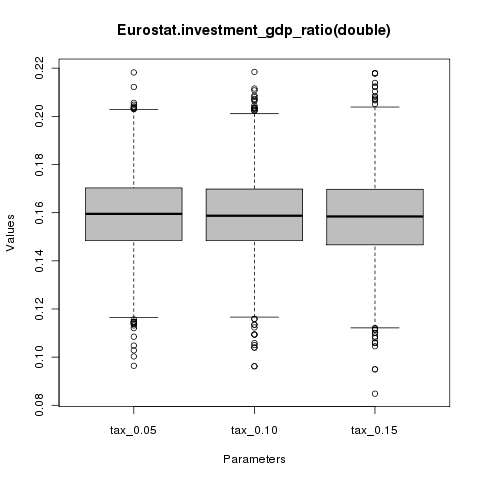 Eurostat.investment_gdp_ratio(double)
Values
0.22
0.20
0.18
0.16
0.14
0.12
0.10
0.08
tax_0.05
tax_0.10
tax_0.15
Parameters